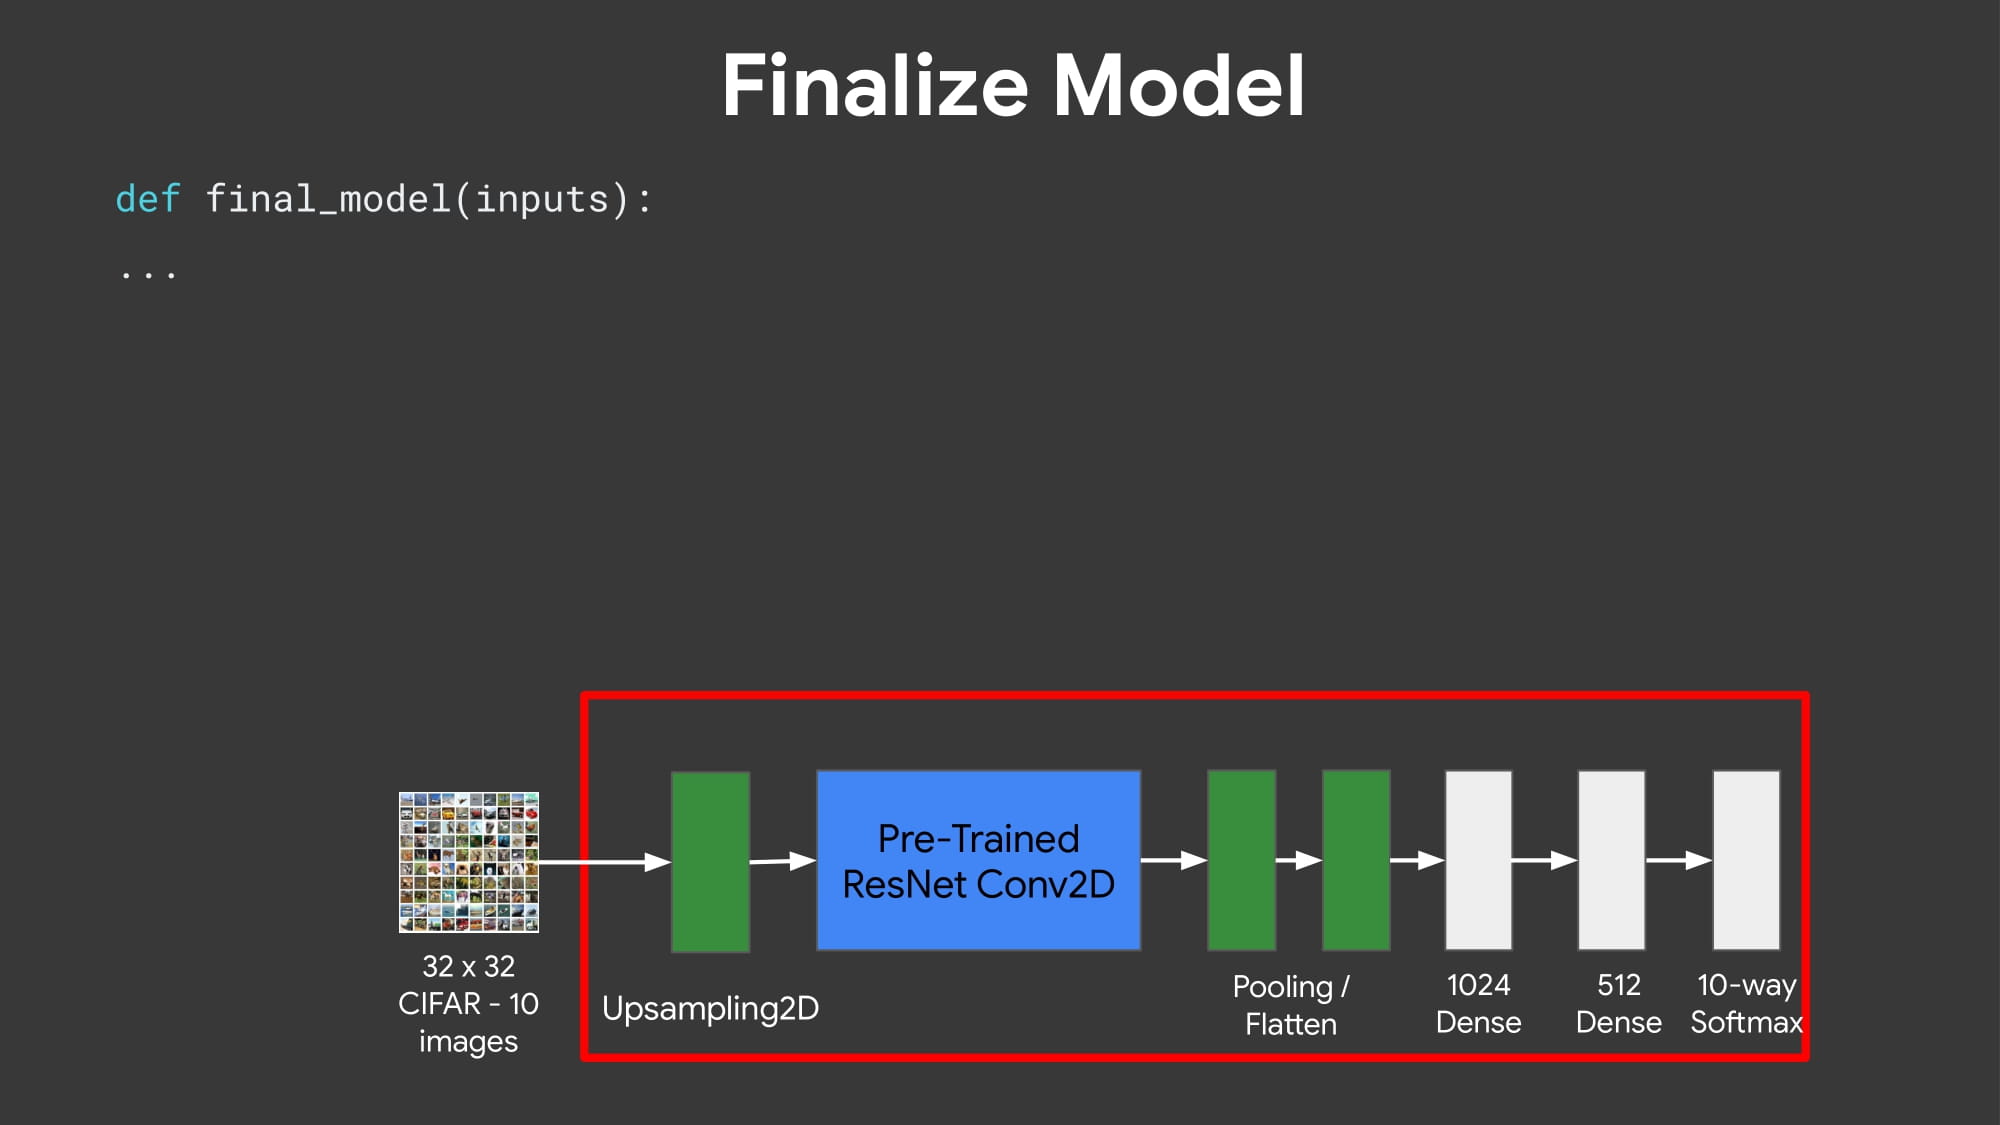 Finalize Model
def final_model(inputs):
...
Pre-Trained
ResNet Conv2D
32 x 32
CIFAR - 10
images
Upsampling2D
Pooling /
Flatten
1024
Dense
512
Dense
10-way
Softmax